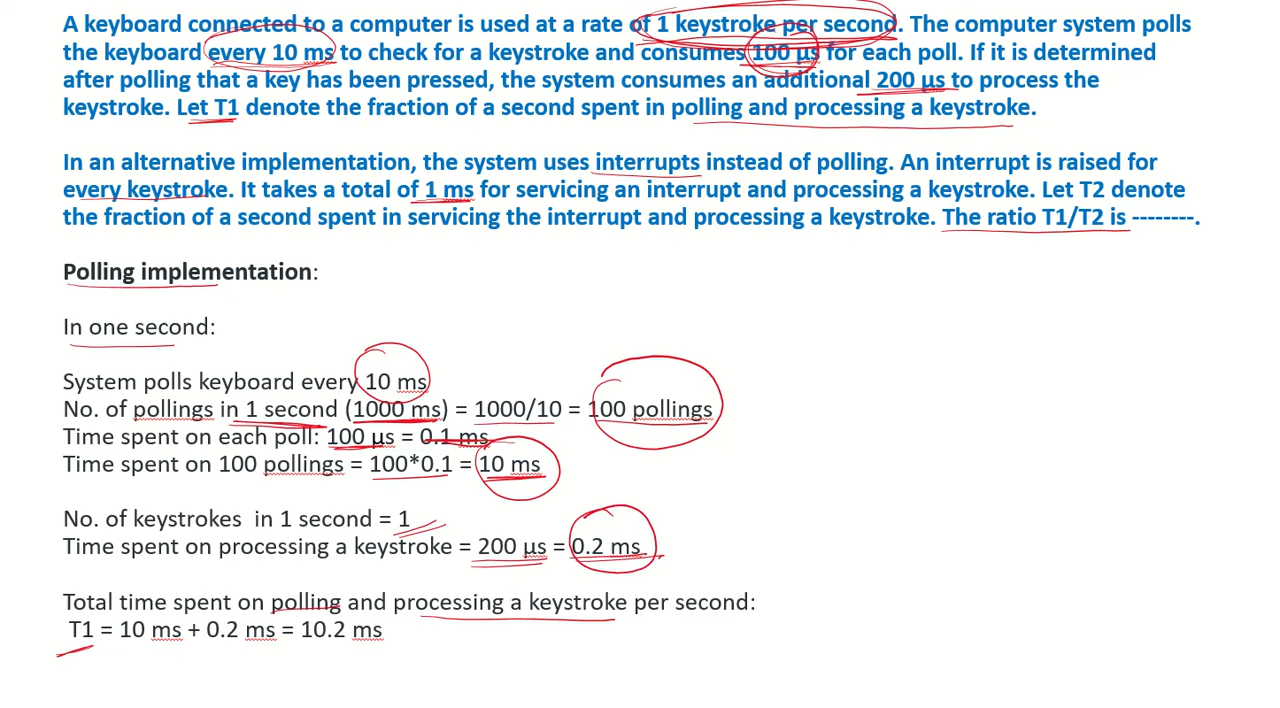 A keyboard connected to a computer is used at a rate of 1 keystroke per second. The computer system polls
the keyboard every 10 ms to check for a keystroke and consumes 100 µs for each poll. If it is determined
after polling that a key has been pressed, the system consumes an additional 200 µs to process the
keystroke. Let T1 denote the fraction of a second spent in polling and processing a keystroke.
In an alternative implementation, the system uses interrupts instead of polling. An interrupt is raised for
every keystroke. It takes a total of 1 ms for servicing an interrupt and processing a keystroke. Let T2 denote
the fraction of a second spent in servicing the interrupt and processing a keystroke. The ratio T1/T2 is --------.
Polling implementation:
In one second:
System polls keyboard every 10 ms
No. of pollings in 1 second (1000 ms) = 1000/10 = 100 pollings
Time spent on each poll: 100 µs = 0.1 ms
Time spent on 100 pollings = 100*0.1 = 10 ms
No. of keystrokes in 1 second = 1
Time spent on processing a keystroke = 200 µs = 0.2 ms
Total time spent on polling and processing a keystroke per second:
T1 = 10 ms + 0.2 ms = 10.2 ms